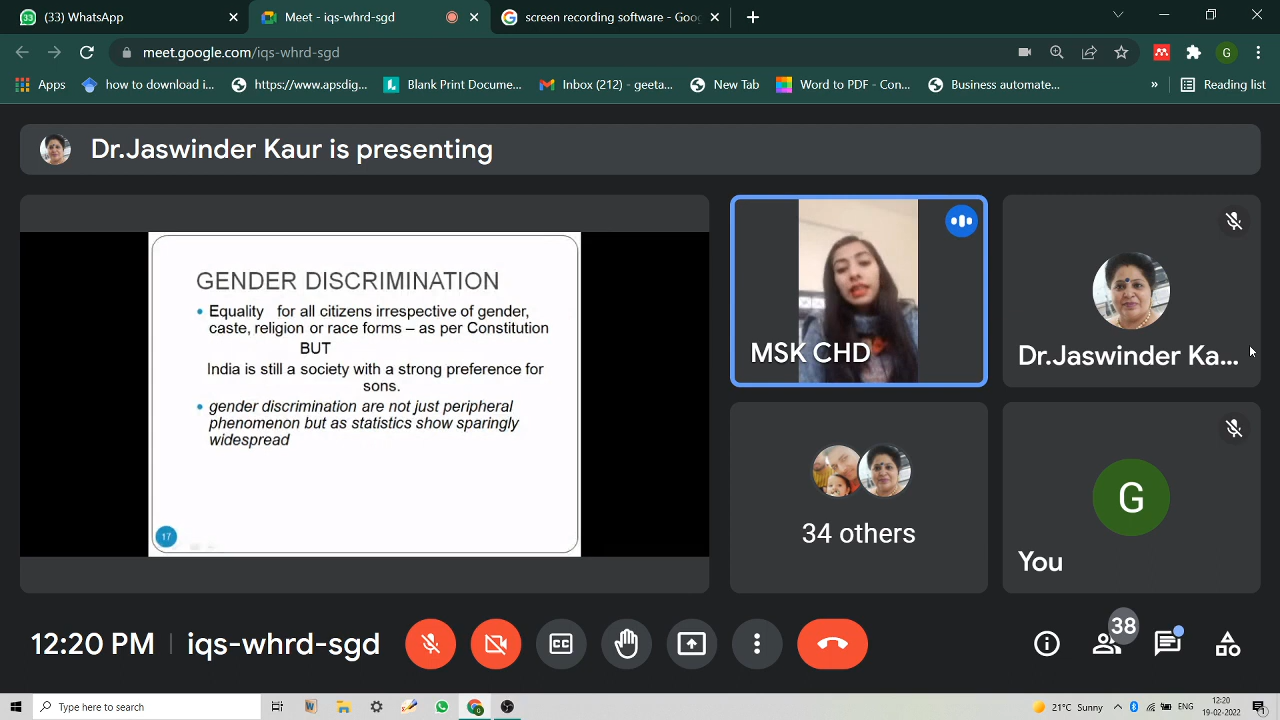 (33) WhatsApp
Meet - iqs-whrd-sgd
screen recording software - Goo
meet.google.com/iqs-whrd-sgd
G
Apps
how to download i...
https://www.apsdig...
Blank Print Docume...
Inbox (212) - geeta...
New Tab
Word to PDF - Con...
Business automate...
»
Reading list
Dr.Jaswinder Kaur is presenting
GENDER DISCRIMINATION
• Equality for all citizens irrespective of gender,
caste, religion or race forms – as per Constitution
BUT
India is still a society with a strong preference for
sons.
• gender discrimination are not just peripheral
phenomenon but as statistics show sparingly
widespread
17
MSK CHD
Dr.Jaswinder Ka...
34 others
G
You
12:20 PM | iqs-whrd-sgd
38
Type here to search
21°C Sunny
ENG
12:20
19-02-2022